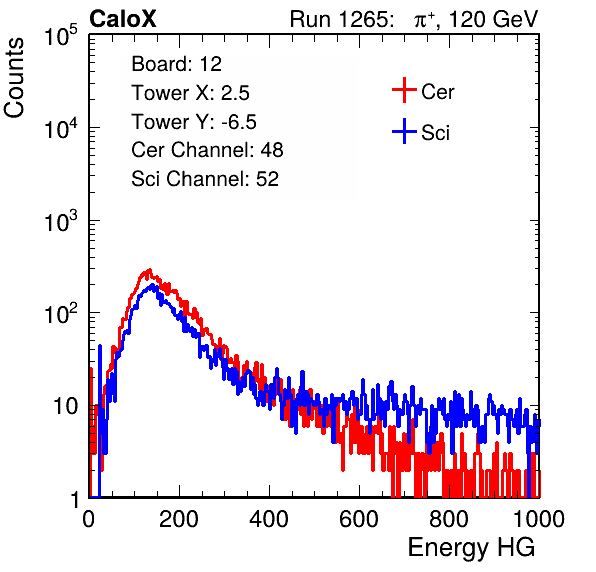 CaloX Run 1265: π⁺, 120 GeV
Counts
10⁵
10⁴
10³
10²
10
1
Board: 12
Tower X: 2.5
Tower Y: -6.5
Cer Channel: 48
Sci Channel: 52
Cer
Sci
0 200 400 600 800 1000
Energy HG